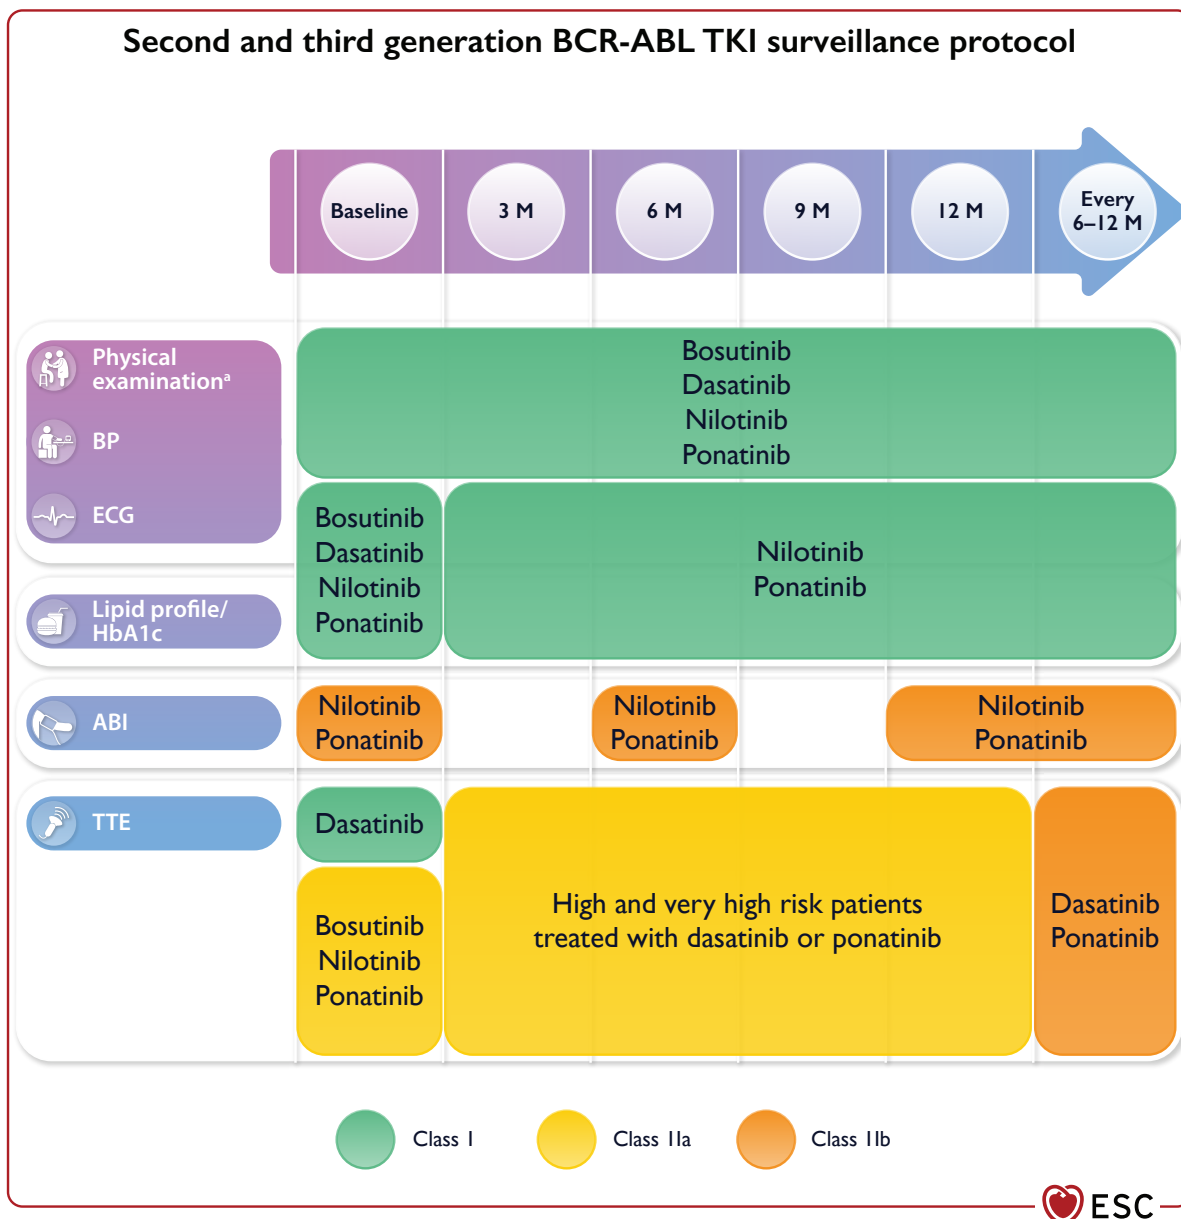 Second and third generation BCR-ABL TKI surveillance protocol
Baseline
3 M
6 M
9 M
12 M
Every
6–12 M
Physical
examinationᵃ
BP
ECG
Bosutinib
Dasatinib
Nilotinib
Ponatinib
Bosutinib
Dasatinib
Nilotinib
Ponatinib
Nilotinib
Ponatinib
Lipid profile/
HbA1c
ABI
Nilotinib
Ponatinib
Nilotinib
Ponatinib
Nilotinib
Ponatinib
TTE
Dasatinib
Bosutinib
Nilotinib
Ponatinib
High and very high risk patients
treated with dasatinib or ponatinib
Dasatinib
Ponatinib
Class I
Class IIa
Class IIb
ESC